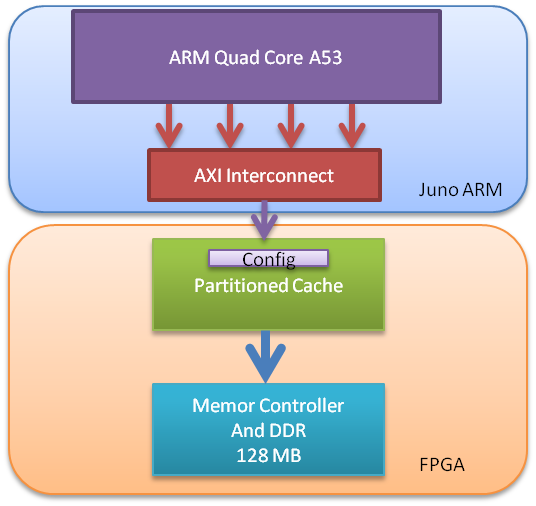 ARM Quad Core A53
AXI Interconnect
Juno ARM
Config
Partitioned Cache
Memor Controller
And DDR
128 MB
FPGA